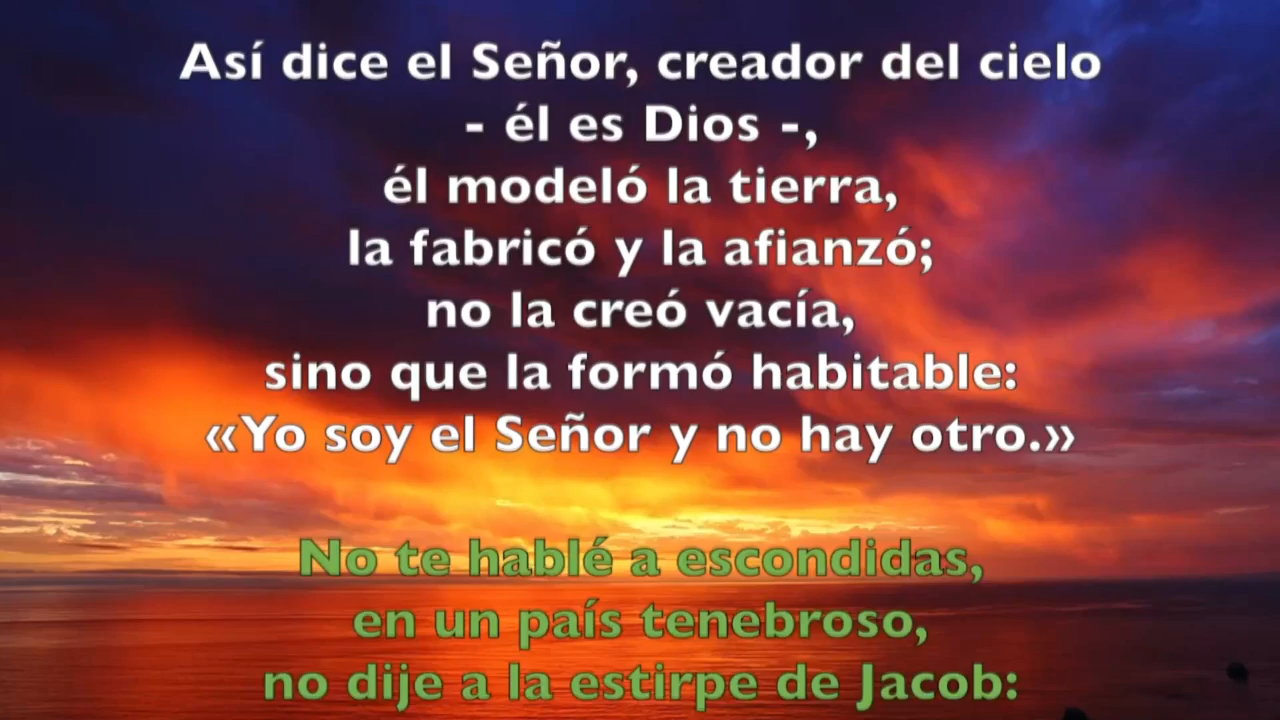 Así dice el Señor, creador del cielo
- él es Dios -,
él modeló la tierra,
la fabricó y la afianzó;
no la creó vacía,
sino que la formó habitable:
«Yo soy el Señor y no hay otro.»
No te hablé a escondidas,
en un país tenebroso,
no dije a la estirpe de Jacob: